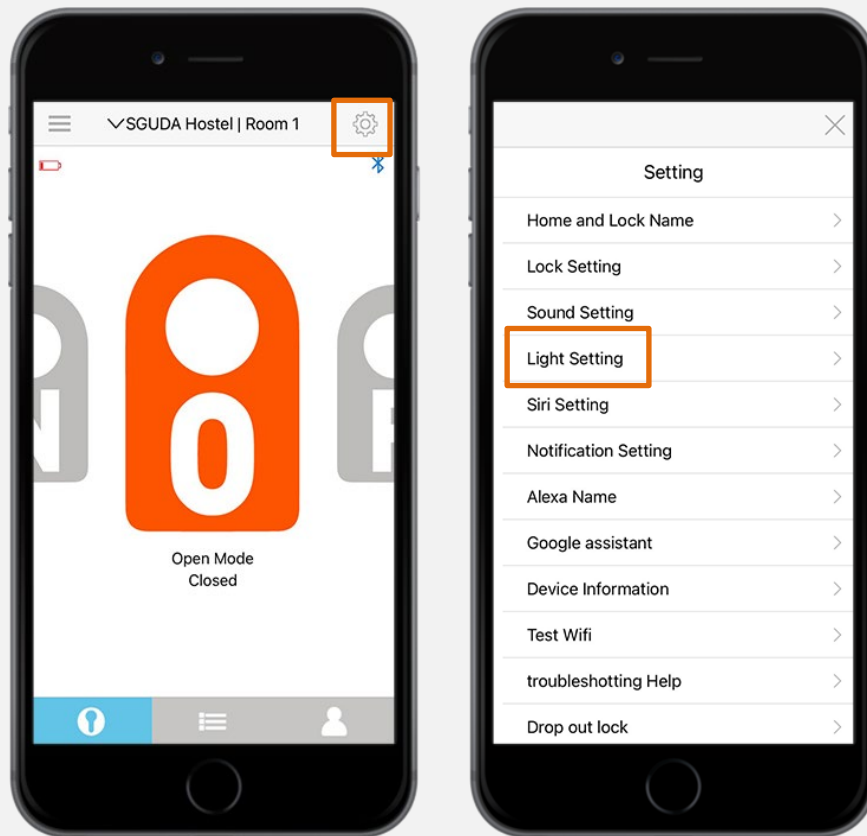 SGUDA Hostel | Room 1
0
Open Mode
Closed
Setting
Home and Lock Name
Lock Setting
Sound Setting
Light Setting
Siri Setting
Notification Setting
Alexa Name
Google assistant
Device Information
Test Wifi
troubleshotting Help
Drop out lock